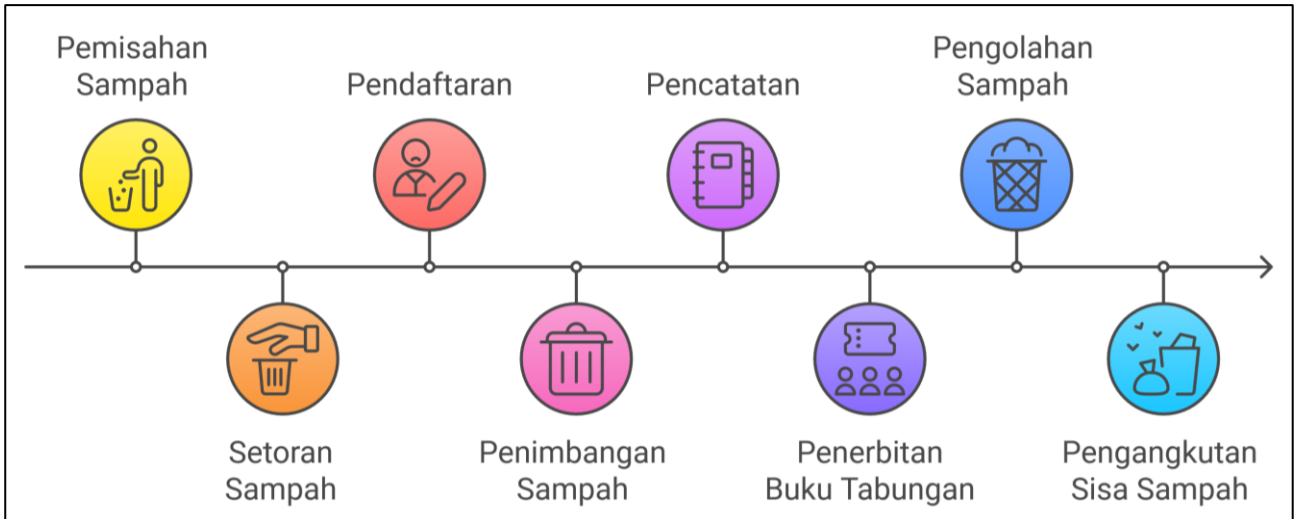 Pemisahan
Sampah
Pendaftaran
Pencatatan
Pengolahan
Sampah
Setoran
Sampah
Penimbangan
Sampah
Penerbitan
Buku Tabungan
Pengangkutan
Sisa Sampah